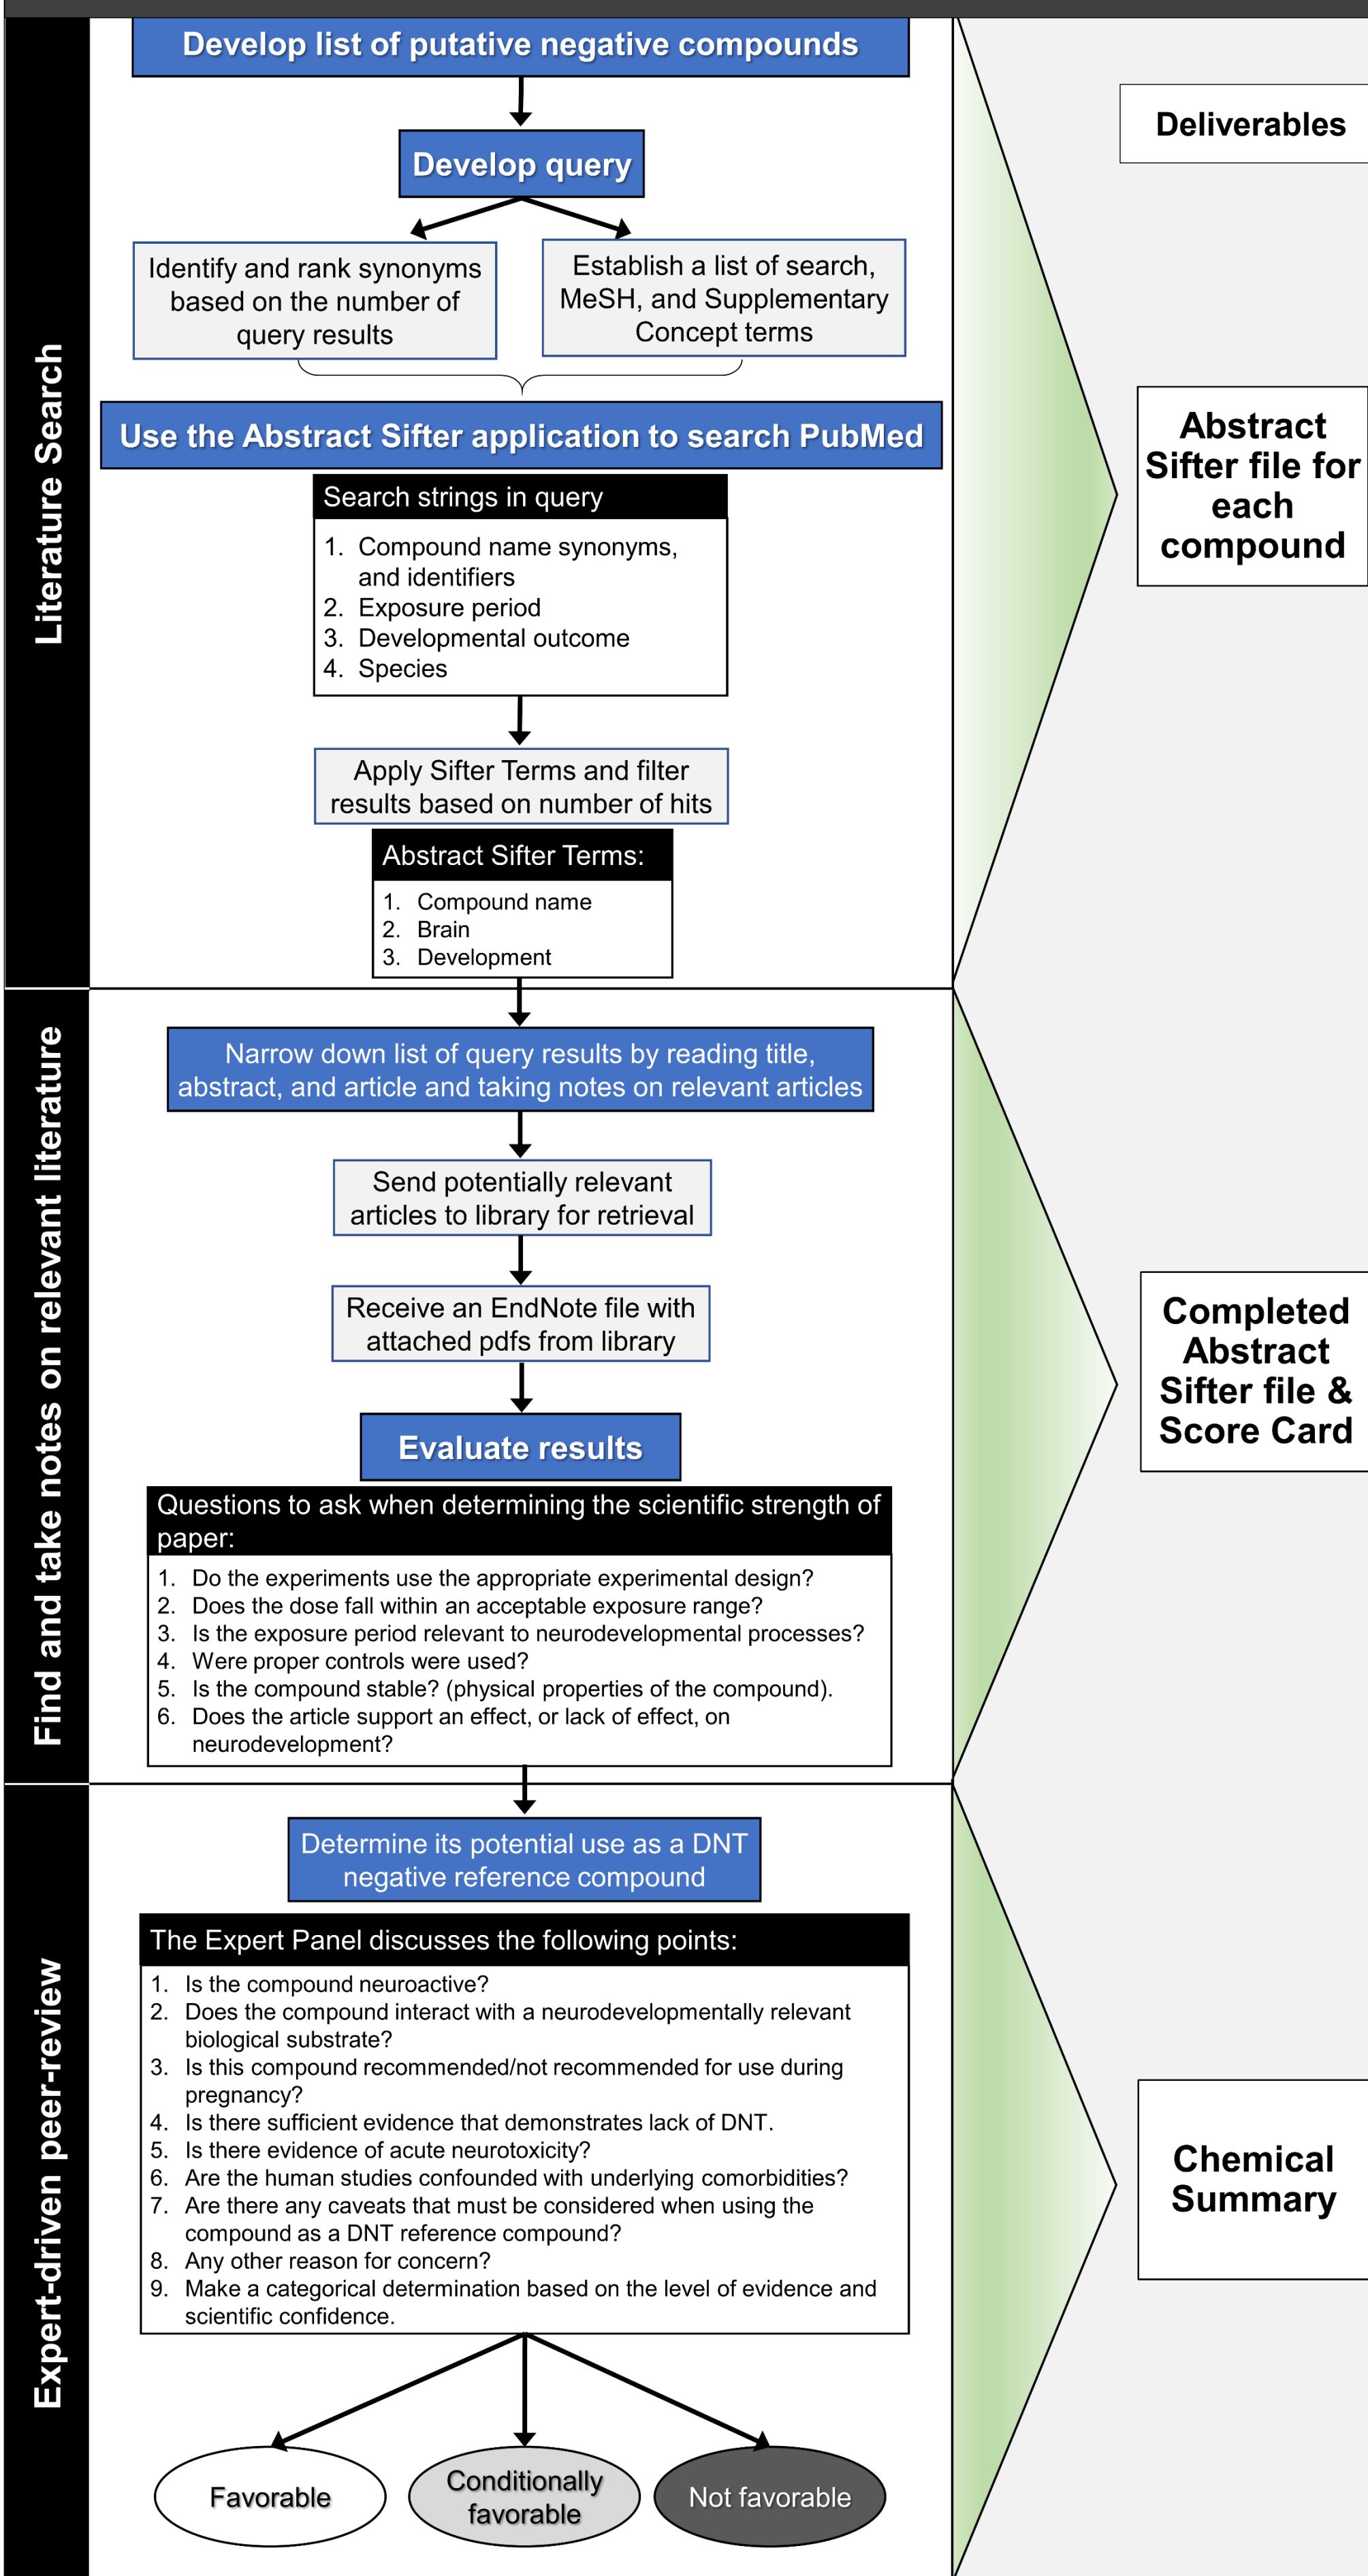 Develop list of putative negative compounds
Deliverables
Develop query
Identify and rank synonyms
based on the number of
query results
Establish a list of search,
MeSH, and Supplementary
Concept terms
Literature Search
Use the Abstract Sifter application to search PubMed
Abstract
Sifter file for
each
compound
Search strings in query
1. Compound name synonyms,
and identifiers
2. Exposure period
3. Developmental outcome
4. Species
Apply Sifter Terms and filter
results based on number of hits
Abstract Sifter Terms:
1. Compound name
2. Brain
3. Development
Find and take notes on relevant literature
Narrow down list of query results by reading title,
abstract, and article and taking notes on relevant articles
Send potentially relevant
articles to library for retrieval
Receive an EndNote file with
attached pdfs from library
Completed
Abstract
Sifter file &
Score Card
Evaluate results
Questions to ask when determining the scientific strength of
paper:
1. Do the experiments use the appropriate experimental design?
2. Does the dose fall within an acceptable exposure range?
3. Is the exposure period relevant to neurodevelopmental processes?
4. Were proper controls were used?
5. Is the compound stable? (physical properties of the compound).
6. Does the article support an effect, or lack of effect, on
neurodevelopment?
Expert-driven peer-review
Determine its potential use as a DNT
negative reference compound
The Expert Panel discusses the following points:
1. Is the compound neuroactive?
2. Does the compound interact with a neurodevelopmentally relevant
biological substrate?
3. Is this compound recommended/not recommended for use during
pregnancy?
4. Is there sufficient evidence that demonstrates lack of DNT.
5. Is there evidence of acute neurotoxicity?
6. Are the human studies confounded with underlying comorbidities?
7. Are there any caveats that must be considered when using the
compound as a DNT reference compound?
8. Any other reason for concern?
9. Make a categorical determination based on the level of evidence and
scientific confidence.
Chemical
Summary
Favorable
Conditionally
favorable
Not favorable